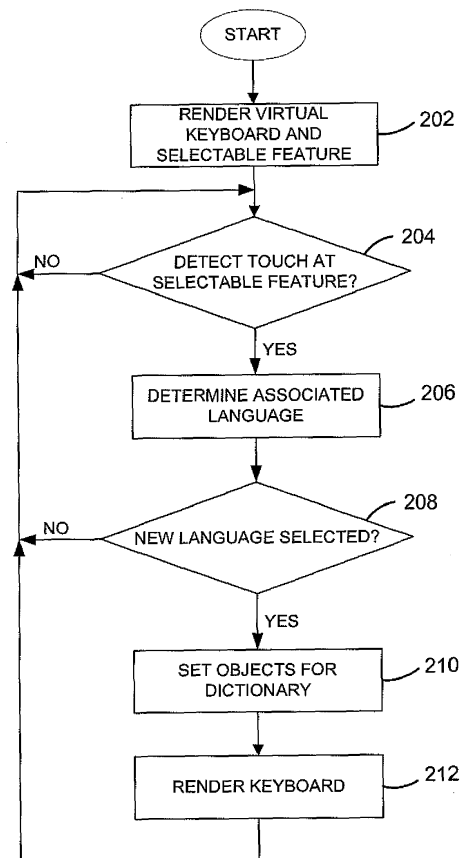 START
RENDER VIRTUAL
KEYBOARD AND
SELECTABLE FEATURE
202
204
DETECT TOUCH AT
SELECTABLE FEATURE?
NO
YES
DETERMINE ASSOCIATED
LANGUAGE
206
208
NEW LANGUAGE SELECTED?
NO
YES
SET OBJECTS FOR
DICTIONARY
210
RENDER KEYBOARD
212